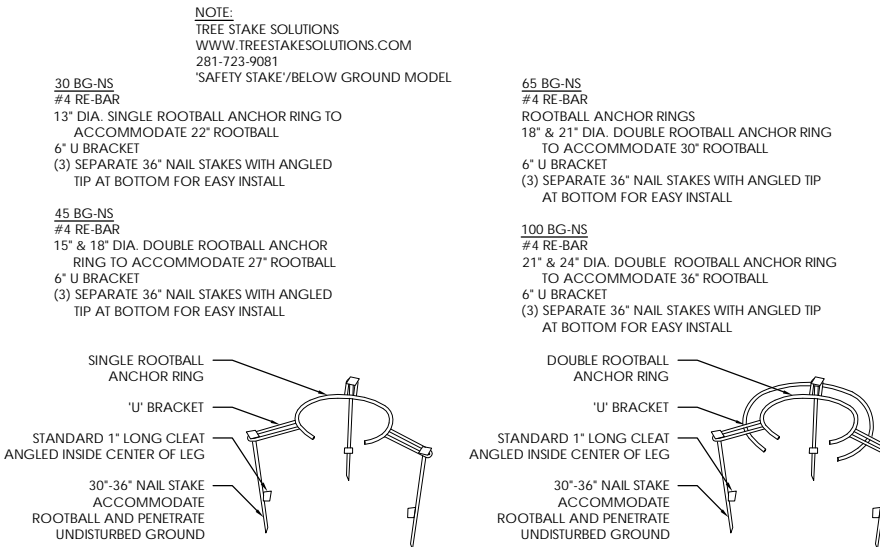 NOTE:
TREE STAKE SOLUTIONS
WWW.TREESTAKESOLUTIONS.COM
281-723-9081
'SAFETY STAKE'/BELOW GROUND MODEL
30 BG-NS
#4 RE-BAR
13" DIA. SINGLE ROOTBALL ANCHOR RING TO
ACCOMMODATE 22" ROOTBALL
6" U BRACKET
(3) SEPARATE 36" NAIL STAKES WITH ANGLED
TIP AT BOTTOM FOR EASY INSTALL
45 BG-NS
#4 RE-BAR
15" & 18" DIA. DOUBLE ROOTBALL ANCHOR
RING TO ACCOMMODATE 27" ROOTBALL
6" U BRACKET
(3) SEPARATE 36" NAIL STAKES WITH ANGLED
TIP AT BOTTOM FOR EASY INSTALL
65 BG-NS
#4 RE-BAR
ROOTBALL ANCHOR RINGS
18" & 21" DIA. DOUBLE ROOTBALL ANCHOR RING
TO ACCOMMODATE 30" ROOTBALL
6" U BRACKET
(3) SEPARATE 36" NAIL STAKES WITH ANGLED TIP
AT BOTTOM FOR EASY INSTALL
100 BG-NS
#4 RE-BAR
21" & 24" DIA. DOUBLE ROOTBALL ANCHOR RING
TO ACCOMMODATE 36" ROOTBALL
6" U BRACKET
(3) SEPARATE 36" NAIL STAKES WITH ANGLED TIP
AT BOTTOM FOR EASY INSTALL
SINGLE ROOTBALL
ANCHOR RING
'U' BRACKET
STANDARD 1" LONG CLEAT
ANGLED INSIDE CENTER OF LEG
30"-36" NAIL STAKE
ACCOMMODATE
ROOTBALL AND PENETRATE
UNDISTURBED GROUND
DOUBLE ROOTBALL
ANCHOR RING
'U' BRACKET
STANDARD 1" LONG CLEAT
ANGLED INSIDE CENTER OF LEG
30"-36" NAIL STAKE
ACCOMMODATE
ROOTBALL AND PENETRATE
UNDISTURBED GROUND